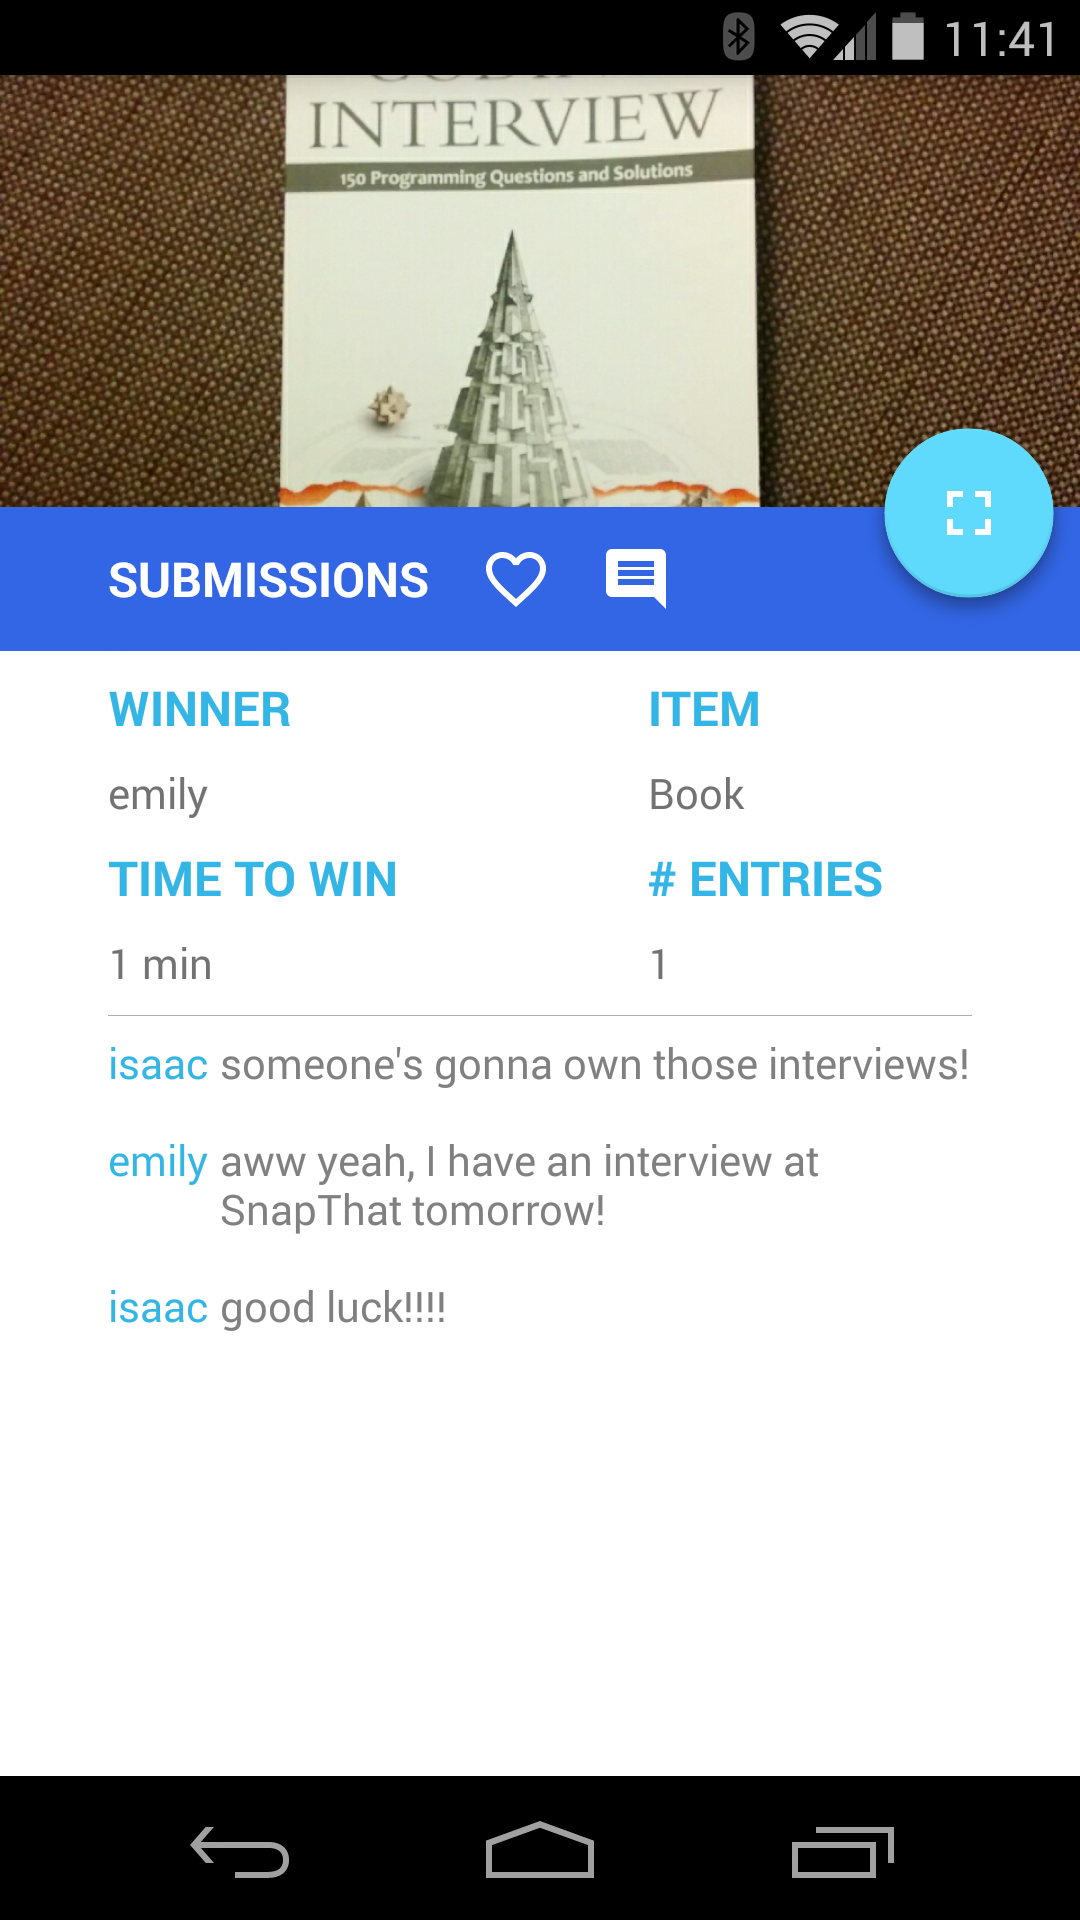 11:41
INTERVIEW
150 Programming Questions and Solutions
SUBMISSIONS
WINNER ITEM
emily Book
TIME TO WIN # ENTRIES
1 min 1
isaac someone's gonna own those interviews!
emily aww yeah, I have an interview at
SnapThat tomorrow!
isaac good luck!!!!